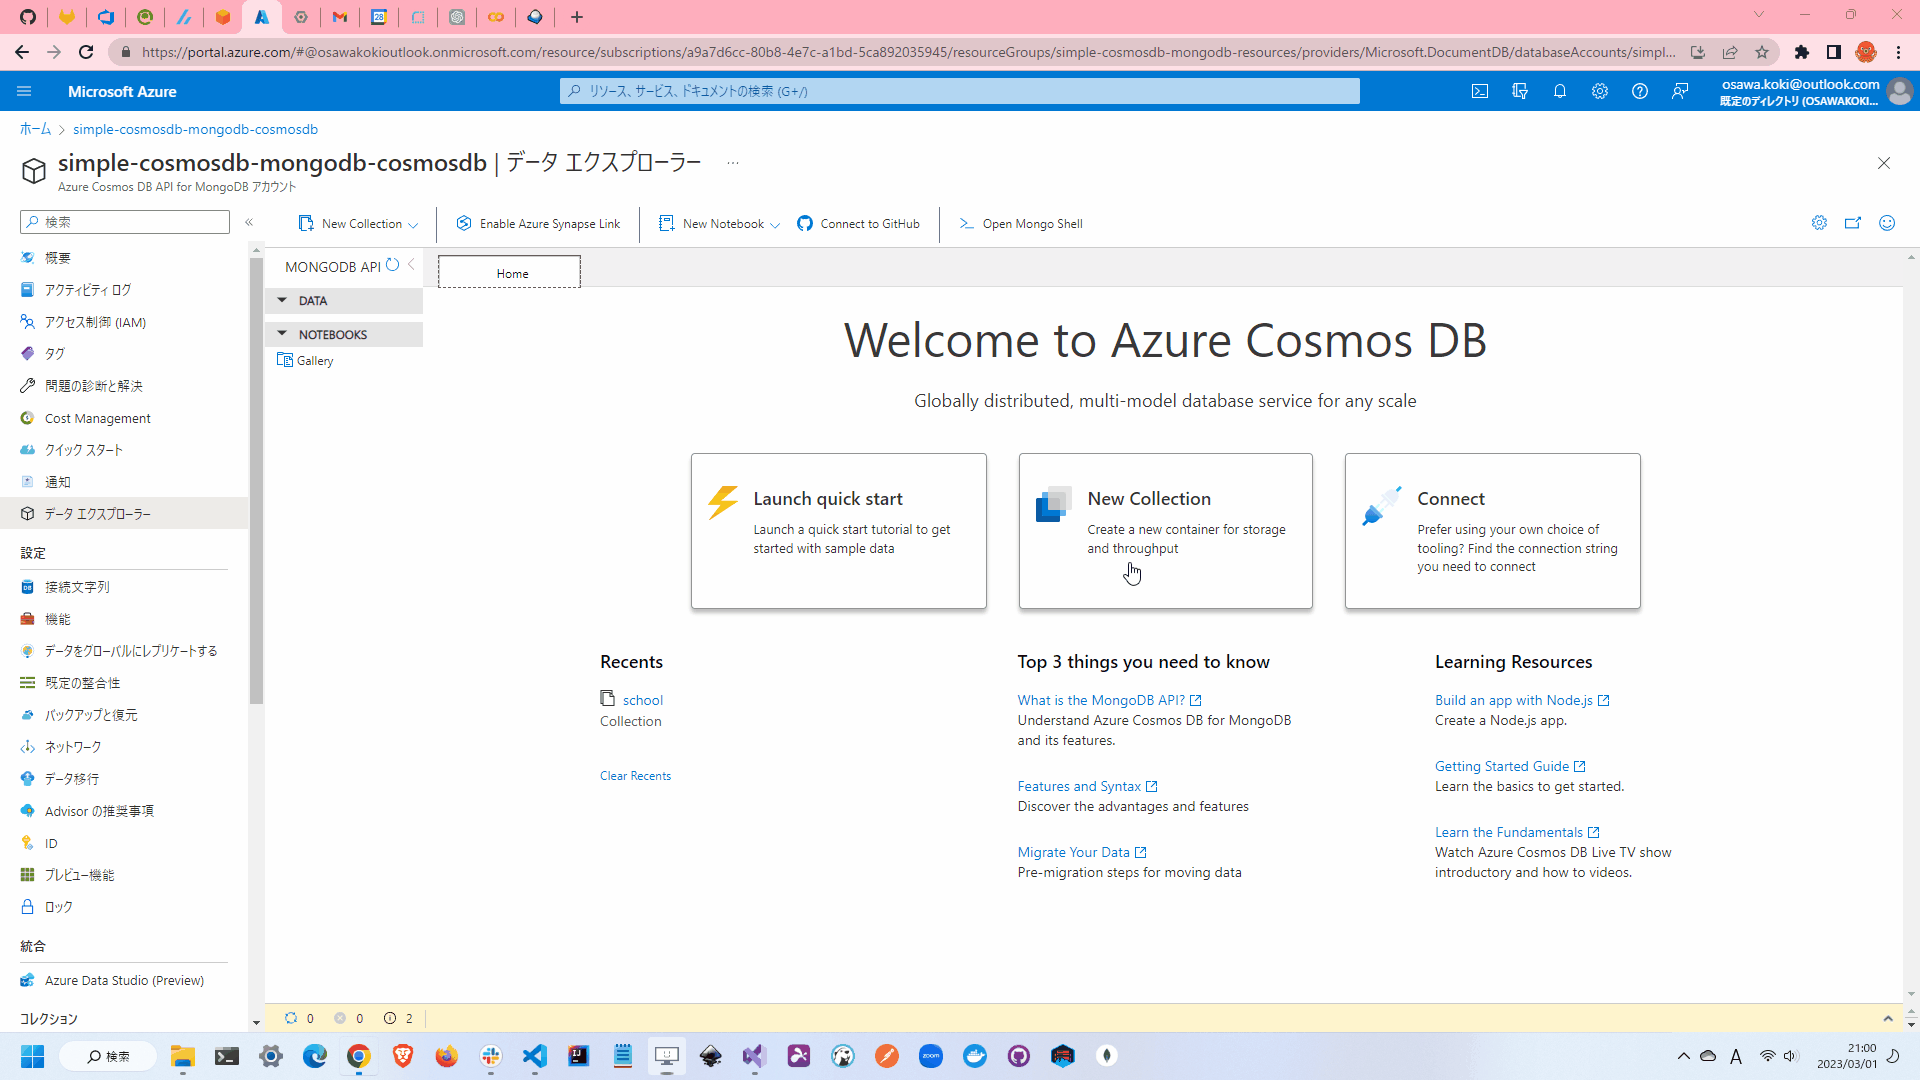 https://portal.azure.com/#@osawakokioutlook.onmicrosoft.com/resource/subscriptions/a9a7d6cc-80b8-4e7c-a1bd-5ca892035945/resourceGroups/simple-cosmosdb-mongodb-resources/providers/Microsoft.DocumentDB/databaseAccounts/simpl...
Microsoft Azure
リソース、サービス、ドキュメントの検索 (G+/)
osawa.koki@outlook.com
既定のディレクトリ (OSAWAKOKI...
ホーム > simple-cosmosdb-mongodb-cosmosdb
simple-cosmosdb-mongodb-cosmosdb | データ エクスプローラー ...
Azure Cosmos DB API for MongoDB アカウント
検索
概要
アクティビティ ログ
アクセス制御 (IAM)
タグ
問題の診断と解決
Cost Management
クイック スタート
通知
データ エクスプローラー
設定
接続文字列
機能
データをグローバルにレプリケートする
既定の整合性
バックアップと復元
ネットワーク
データ移行
Advisor の推奨事項
ID
プレビュー機能
ロック
統合
Azure Data Studio (Preview)
コレクション
New Collection
Enable Azure Synapse Link
New Notebook
Connect to GitHub
Open Mongo Shell
MONGODB API
DATA
NOTEBOOKS
Gallery
Home
Welcome to Azure Cosmos DB
Globally distributed, multi-model database service for any scale
Launch quick start
Launch a quick start tutorial to get
started with sample data
New Collection
Create a new container for storage
and throughput
Connect
Prefer using your own choice of
tooling? Find the connection string
you need to connect
Recents
school
Collection
Clear Recents
Top 3 things you need to know
What is the MongoDB API?
Understand Azure Cosmos DB for MongoDB
and its features.
Features and Syntax
Discover the advantages and features
Migrate Your Data
Pre-migration steps for moving data
Learning Resources
Build an app with Node.js
Create a Node.js app.
Getting Started Guide
Learn the basics to get started.
Learn the Fundamentals
Watch Azure Cosmos DB Live TV show
introductory and how to videos.
0 0 2
検索
zoom
A
21:00
2023/03/01